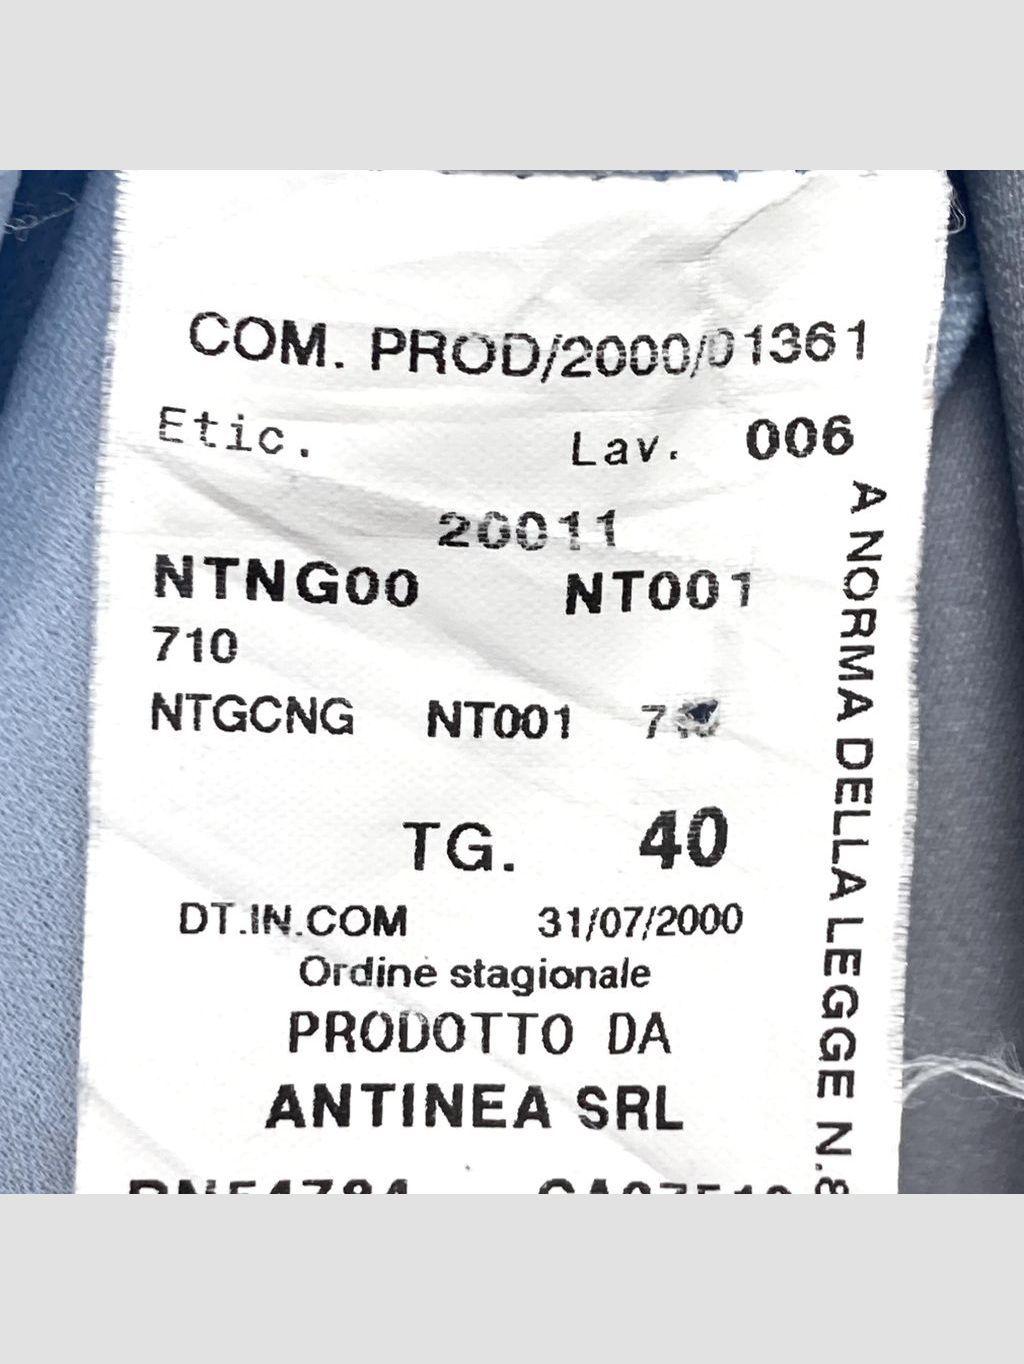 COM. PROD/2000/01361
Etic. Lav. 006
20011
NTNG00 NT001
710
NTGCNG NT001
TG. 40
DT.IN.COM 31/07/2000
Ordine stagionale
PRODOTTO DA
ANTINEA SRL
A NORMA DELLA LEGGE N.8